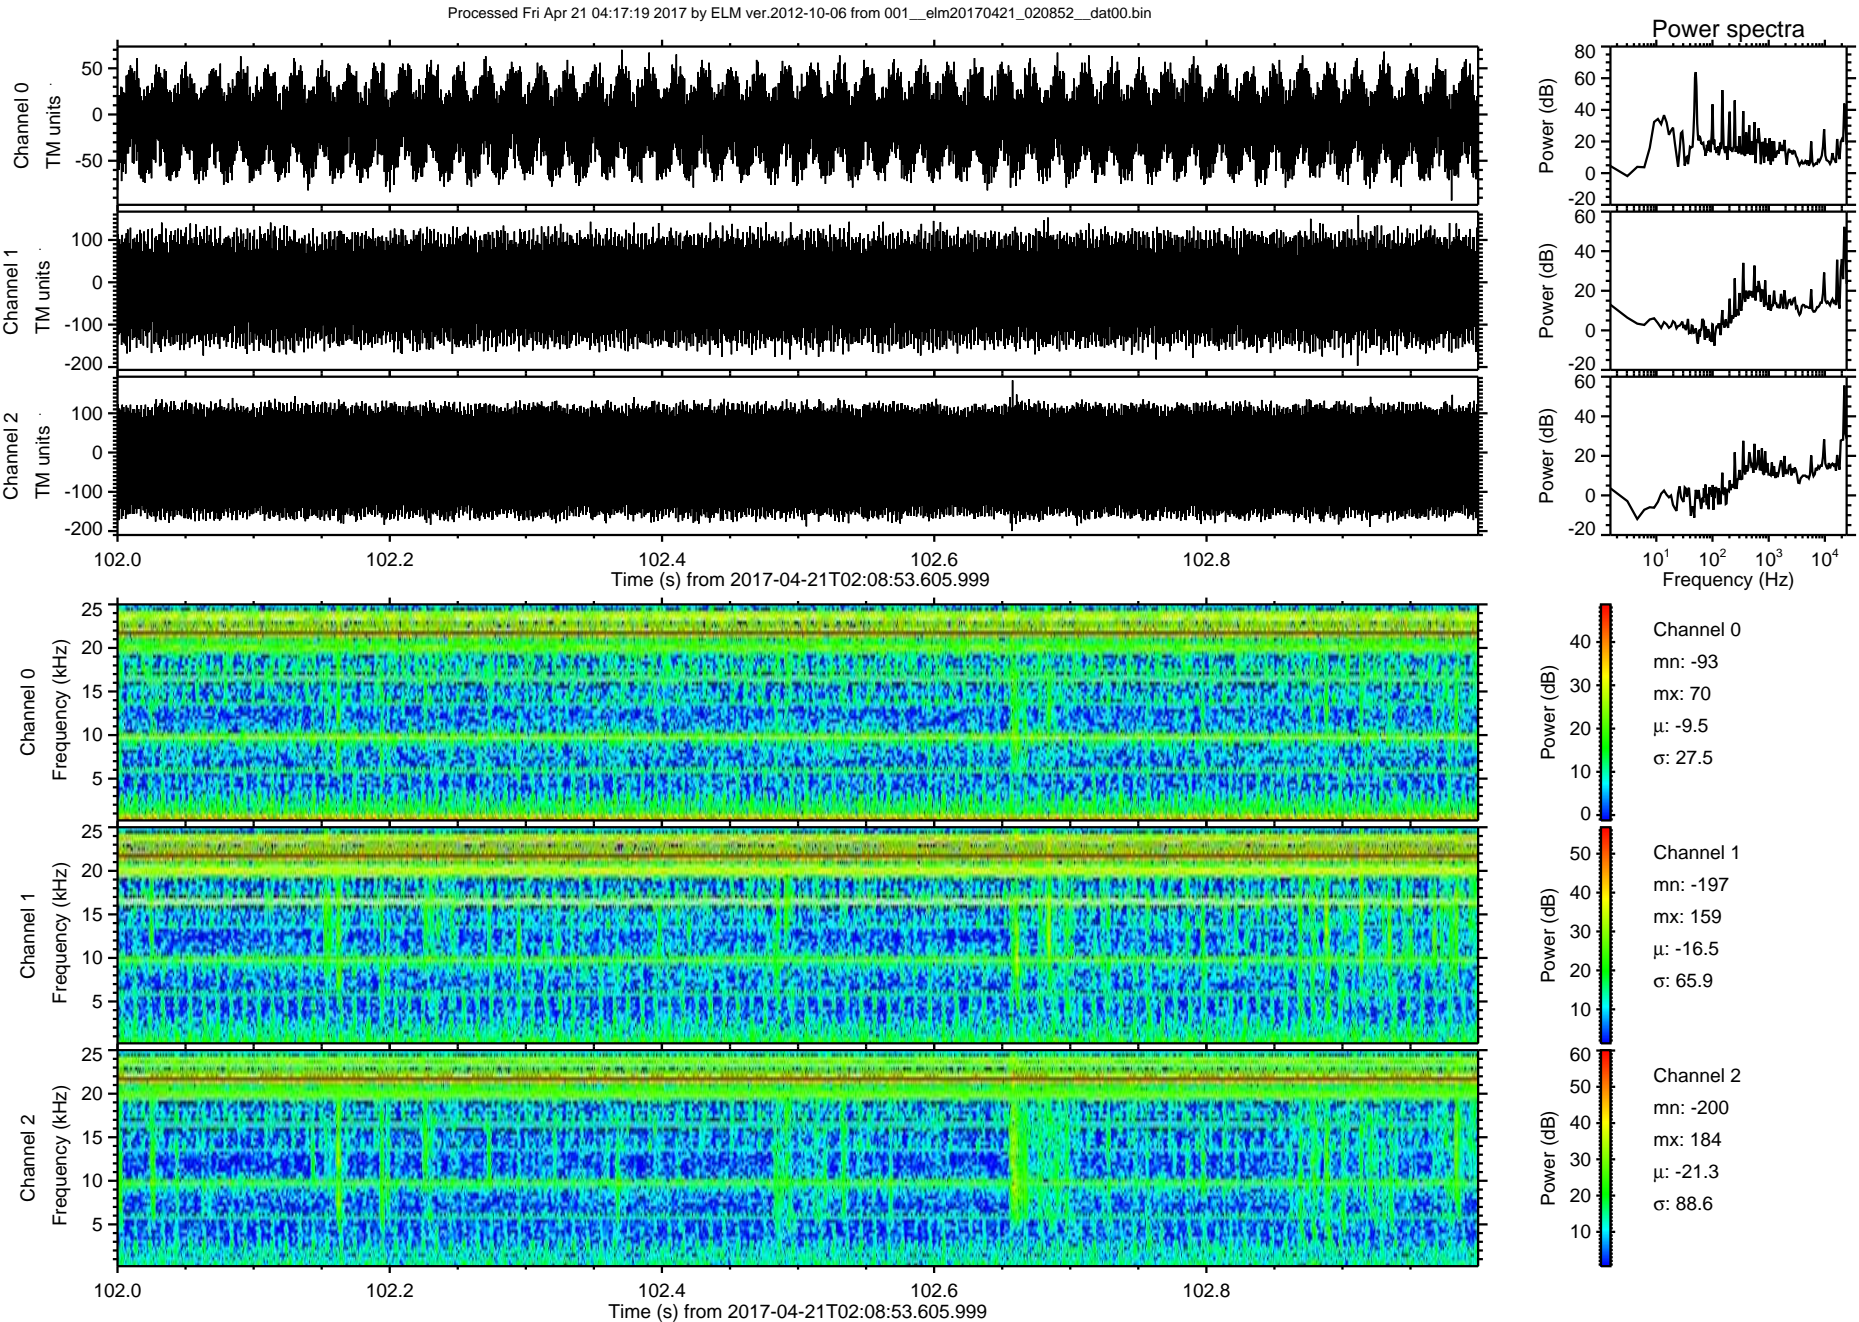 Processed Fri Apr 21 04:17:19 2017 by ELM ver.2012-10-06 from 001__elm20170421_020852__dat00.bin
Power spectra
Channel 0
TM units
50
0
-50
Power (dB)
80
60
40
20
0
-20
Channel 1
TM units
100
0
-100
-200
Power (dB)
60
40
20
0
-20
Channel 2
TM units
100
0
-100
-200
Power (dB)
60
40
20
0
-20
102.0 102.2 102.4 102.6 102.8
Time (s) from 2017-04-21T02:08:53.605.999
10^1 10^2 10^3 10^4
Frequency (Hz)
Channel 0
Frequency (kHz)
25
20
15
10
5
Power (dB)
40
30
20
10
0
Channel 0
mn: -93
mx: 70
μ: -9.5
σ: 27.5
Channel 1
Frequency (kHz)
25
20
15
10
5
Power (dB)
50
40
30
20
10
Channel 1
mn: -197
mx: 159
μ: -16.5
σ: 65.9
Channel 2
Frequency (kHz)
25
20
15
10
5
Power (dB)
60
50
40
30
20
10
Channel 2
mn: -200
mx: 184
μ: -21.3
σ: 88.6
102.0 102.2 102.4 102.6 102.8
Time (s) from 2017-04-21T02:08:53.605.999